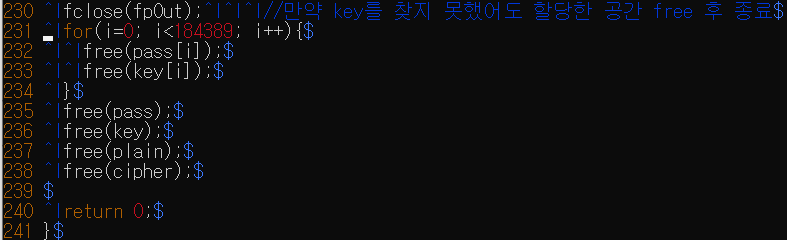 230 ^I​fclose(fpOut);^I^I^I//만약 key를 찾지 못했어도 할당한 공간 free 후 종료$
231 ^Ifor(i=0; i<184389; i++){$
232 ^I^Ifree(pass[i]);$
233 ^I^Ifree(key[i]);$
234 ^I}$
235 ^Ifree(pass);$
236 ^Ifree(key);$
237 ^Ifree(plain);$
238 ^Ifree(cipher);$
239 $
240 ^Ireturn 0;$
241 }$